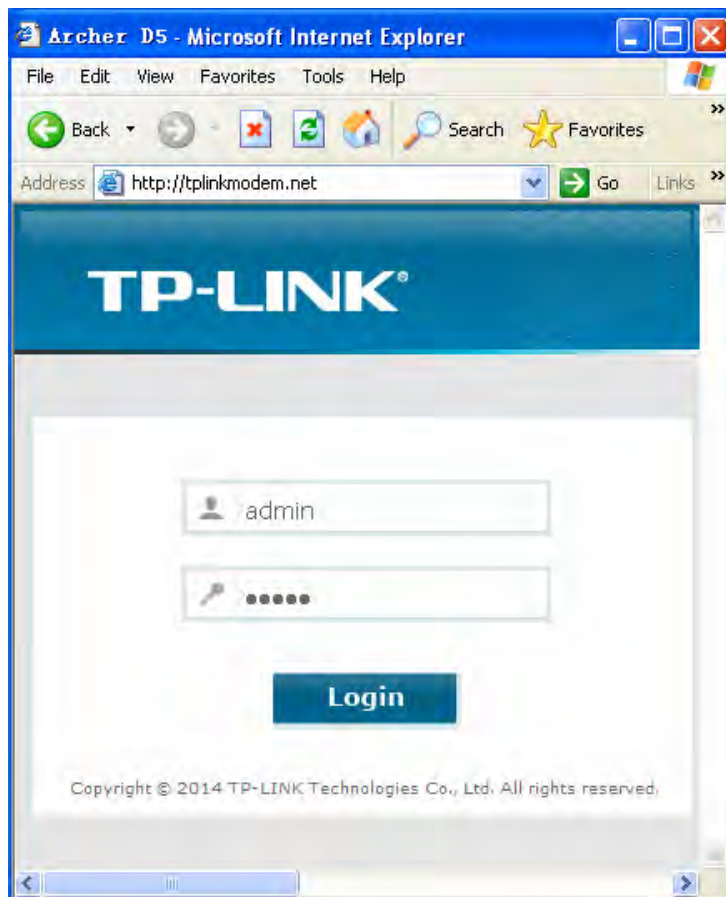 Archer D5 - Microsoft Internet Explorer
File Edit View Favorites Tools Help
Back Search Favorites »
Address http://tplinkmodem.net Go Links »
TP-LINK®
admin
●●●●●
Login
Copyright © 2014 TP-LINK Technologies Co., Ltd. All rights reserved.